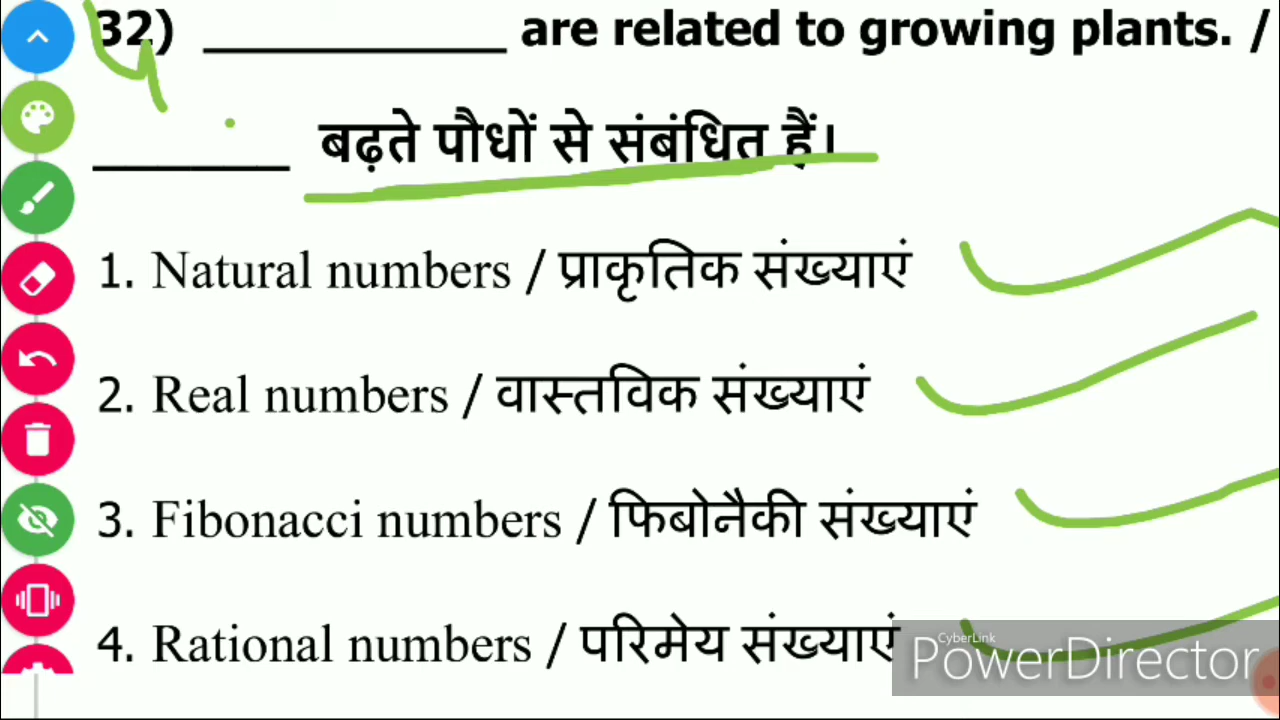 32) ____________ are related to growing plants. /
________ बढ़ते पौधों से संबंधित हैं।
1. Natural numbers / प्राकृतिक संख्याएं
2. Real numbers / वास्तविक संख्याएं
3. Fibonacci numbers / फिबोनैकी संख्याएं
4. Rational numbers / परिमेय संख्याएं
CyberLink
PowerDirector